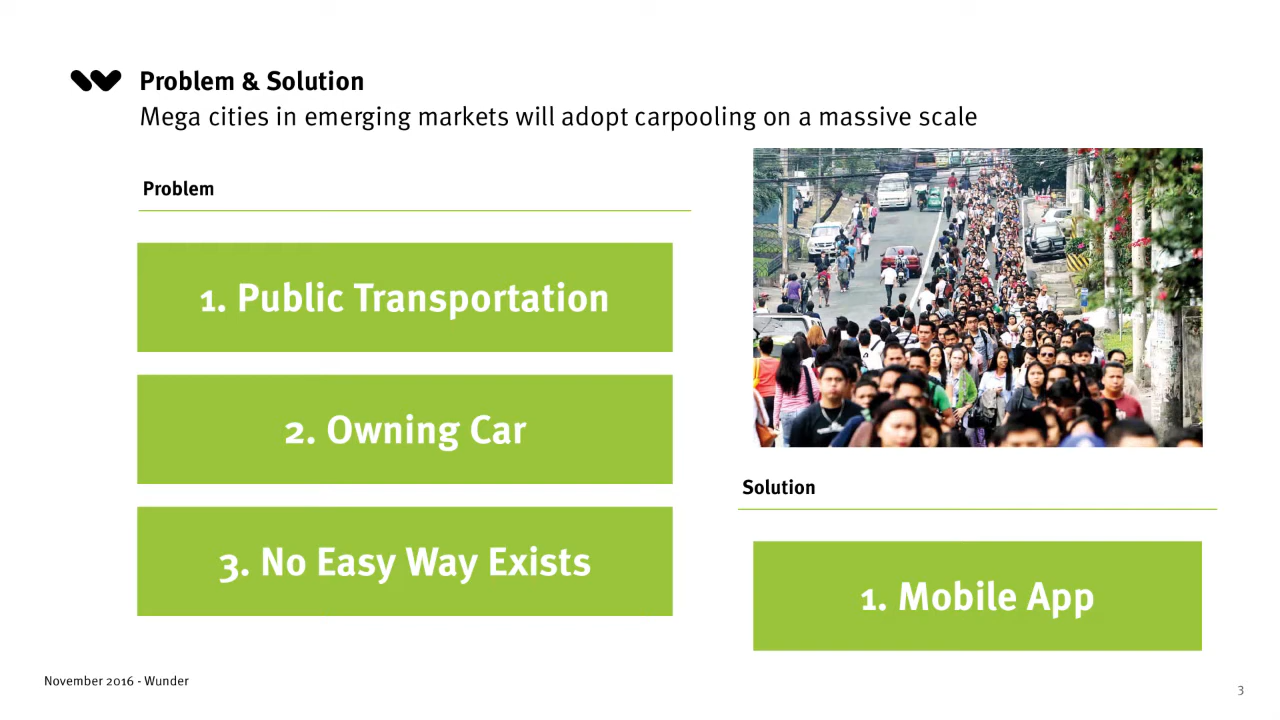 Problem & Solution
Mega cities in emerging markets will adopt carpooling on a massive scale
Problem
1. Public Transportation
2. Owning Car
3. No Easy Way Exists
Solution
1. Mobile App
November 2016 - Wunder
3